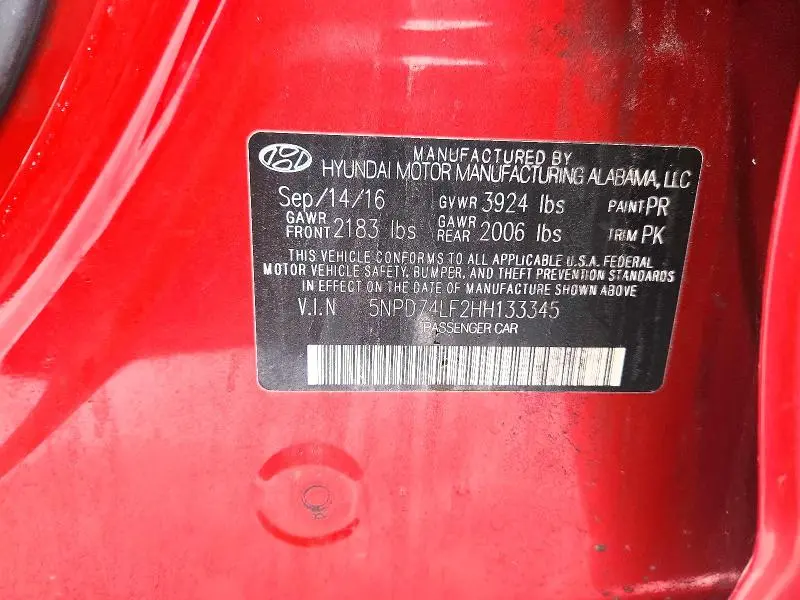 MANUFACTURED BY
HYUNDAI MOTOR MANUFACTURING ALABAMA, LLC
Sep/14/16 GVWR 3924 lbs PAINT PR
GAWR FRONT 2183 lbs GAWR REAR 2006 lbs TRIM PK
THIS VEHICLE CONFORMS TO ALL APPLICABLE U.S.A. FEDERAL
MOTOR VEHICLE SAFETY, BUMPER, AND THEFT PREVENTION STANDARDS
IN EFFECT ON THE DATE OF MANUFACTURE SHOWN ABOVE
V.I.N 5NPD74LF2HH133345
PASSENGER CAR